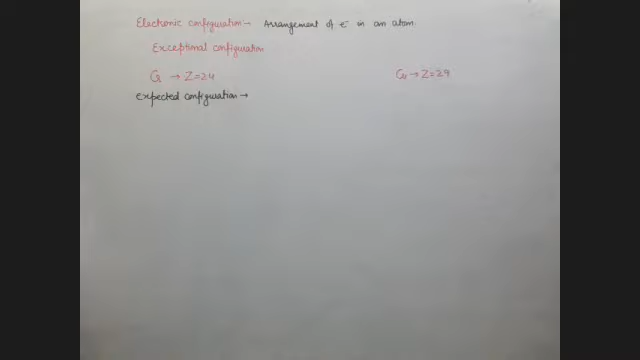 Electronic configuration → Arrangement of e⁻ in an atom.
Exceptional configuration
Cr → Z=24 Cu → Z=29
Expected configuration →